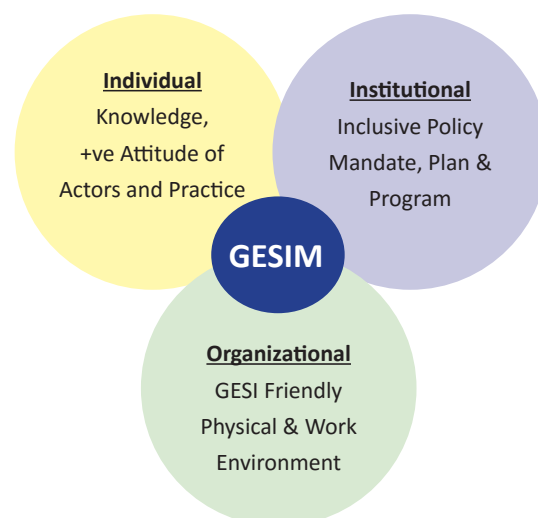 Individual
Knowledge,
+ve Attitude of
Actors and Practice
Institutional
Inclusive Policy
Mandate, Plan &
Program
GESIM
Organizational
GESI Friendly
Physical & Work
Environment